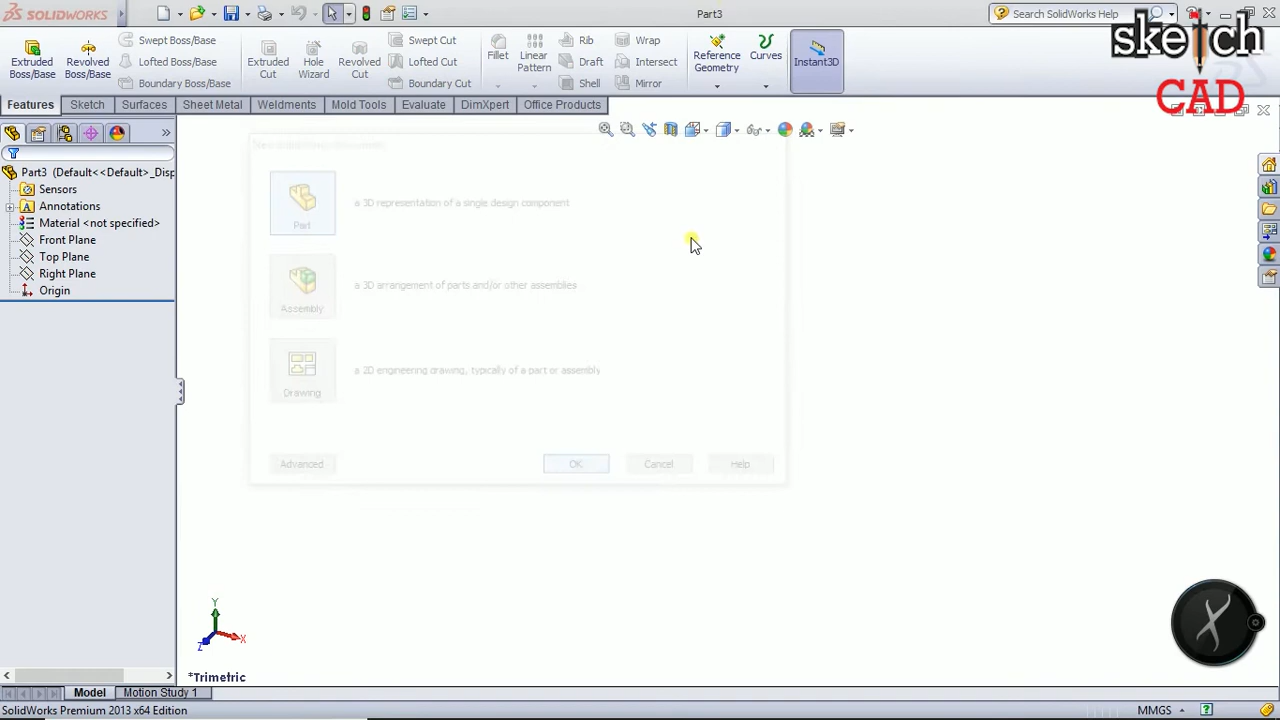 SOLIDWORKS
Part3
Search SolidWorks Help
sketch
CAD
Extruded Boss/Base
Revolved Boss/Base
Swept Boss/Base
Lofted Boss/Base
Boundary Boss/Base
Extruded Cut
Hole Wizard
Revolved Cut
Swept Cut
Lofted Cut
Boundary Cut
Fillet
Linear Pattern
Rib
Draft
Shell
Wrap
Intersect
Mirror
Reference Geometry
Curves
Instant3D
Features
Sketch
Surfaces
Sheet Metal
Weldments
Mold Tools
Evaluate
DimXpert
Office Products
Part3 (Default<<Default>_Disp
Sensors
Annotations
Material <not specified>
Front Plane
Top Plane
Right Plane
Origin
Part
a 3D representation of a single design component
Assembly
a 3D arrangement of parts and/or other assemblies
Drawing
a 2D engineering drawing, typically of a part or assembly
Advanced
OK
Cancel
Help
Y
X
Z
*Trimetric
Model
Motion Study 1
SolidWorks Premium 2013 x64 Edition
MMGS